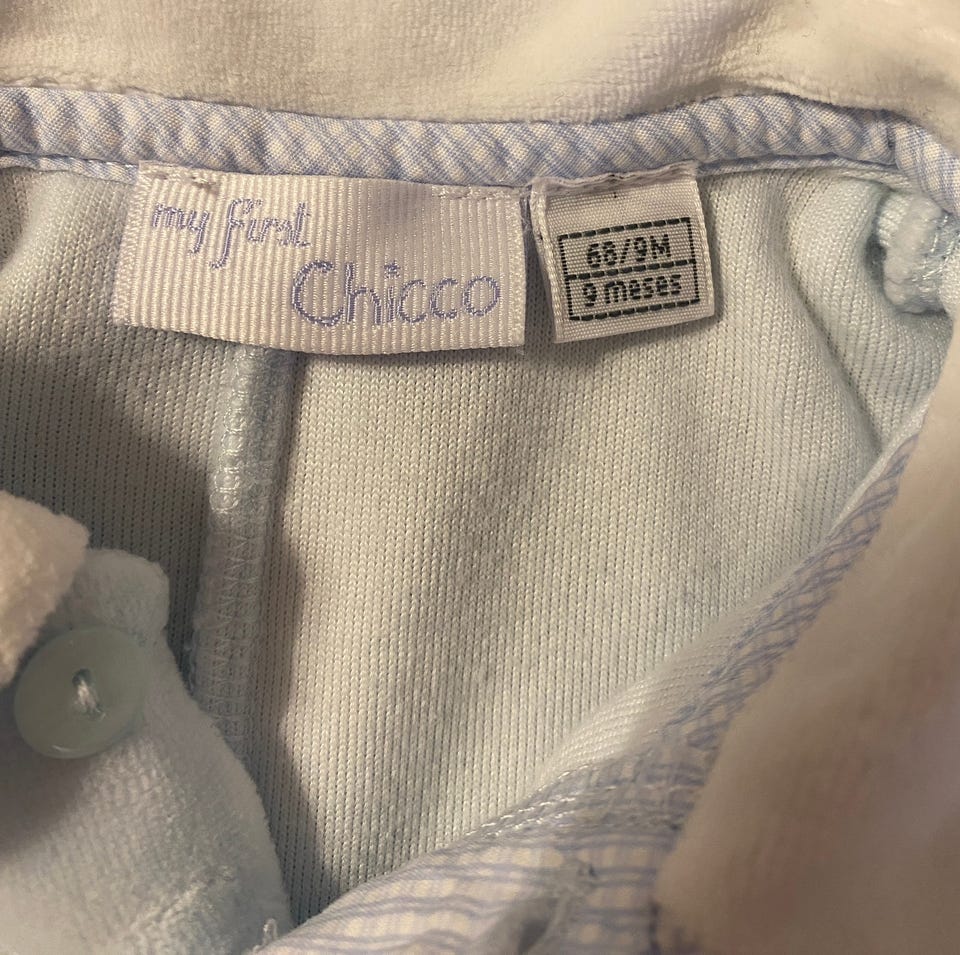 my first
Chicco
68/9M
9 meses